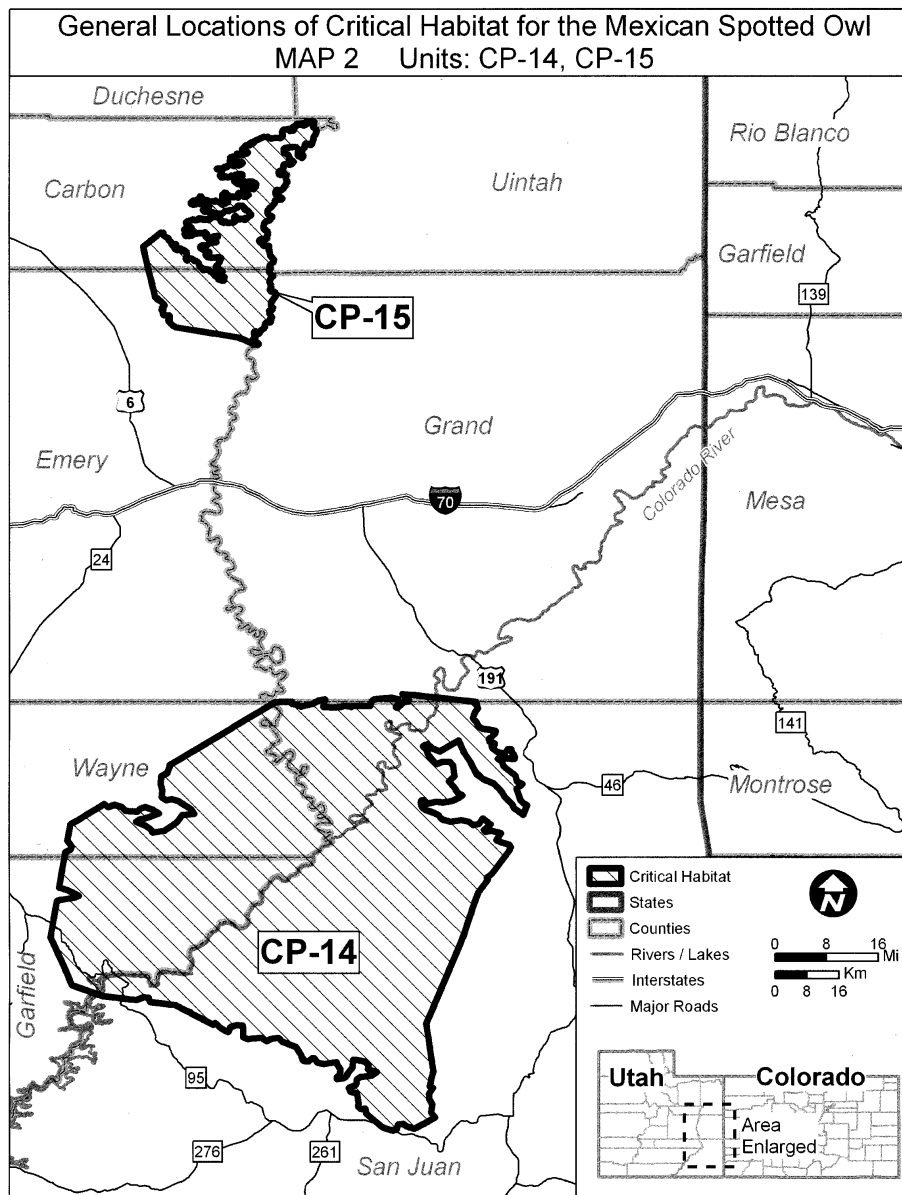 General Locations of Critical Habitat for the Mexican Spotted Owl
MAP 2 Units: CP-14, CP-15
Duchesne
Rio Blanco
Carbon
Uintah
Garfield
139
CP-15
6
Grand
Emery
Colorado River
70
Mesa
24
191
141
Wayne
46
Montrose
CP-14
Garfield
95
276
261
San Juan
Critical Habitat
States
Counties
Rivers / Lakes
Interstates
Major Roads
N
0 8 16
Mi
Km
0 8 16
Utah
Colorado
Area
Enlarged